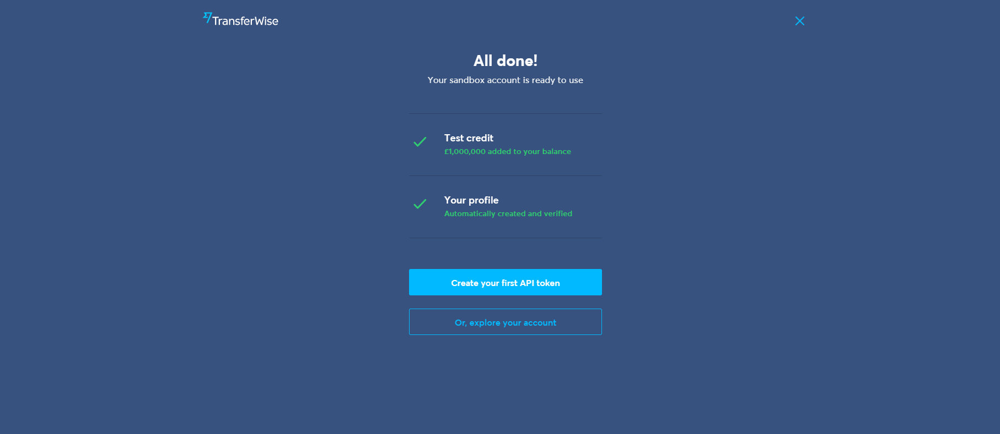 TransferWise
All done!
Your sandbox account is ready to use
Test credit
£1,000,000 added to your balance
Your profile
Automatically created and verified
Create your first API token
Or, explore your account